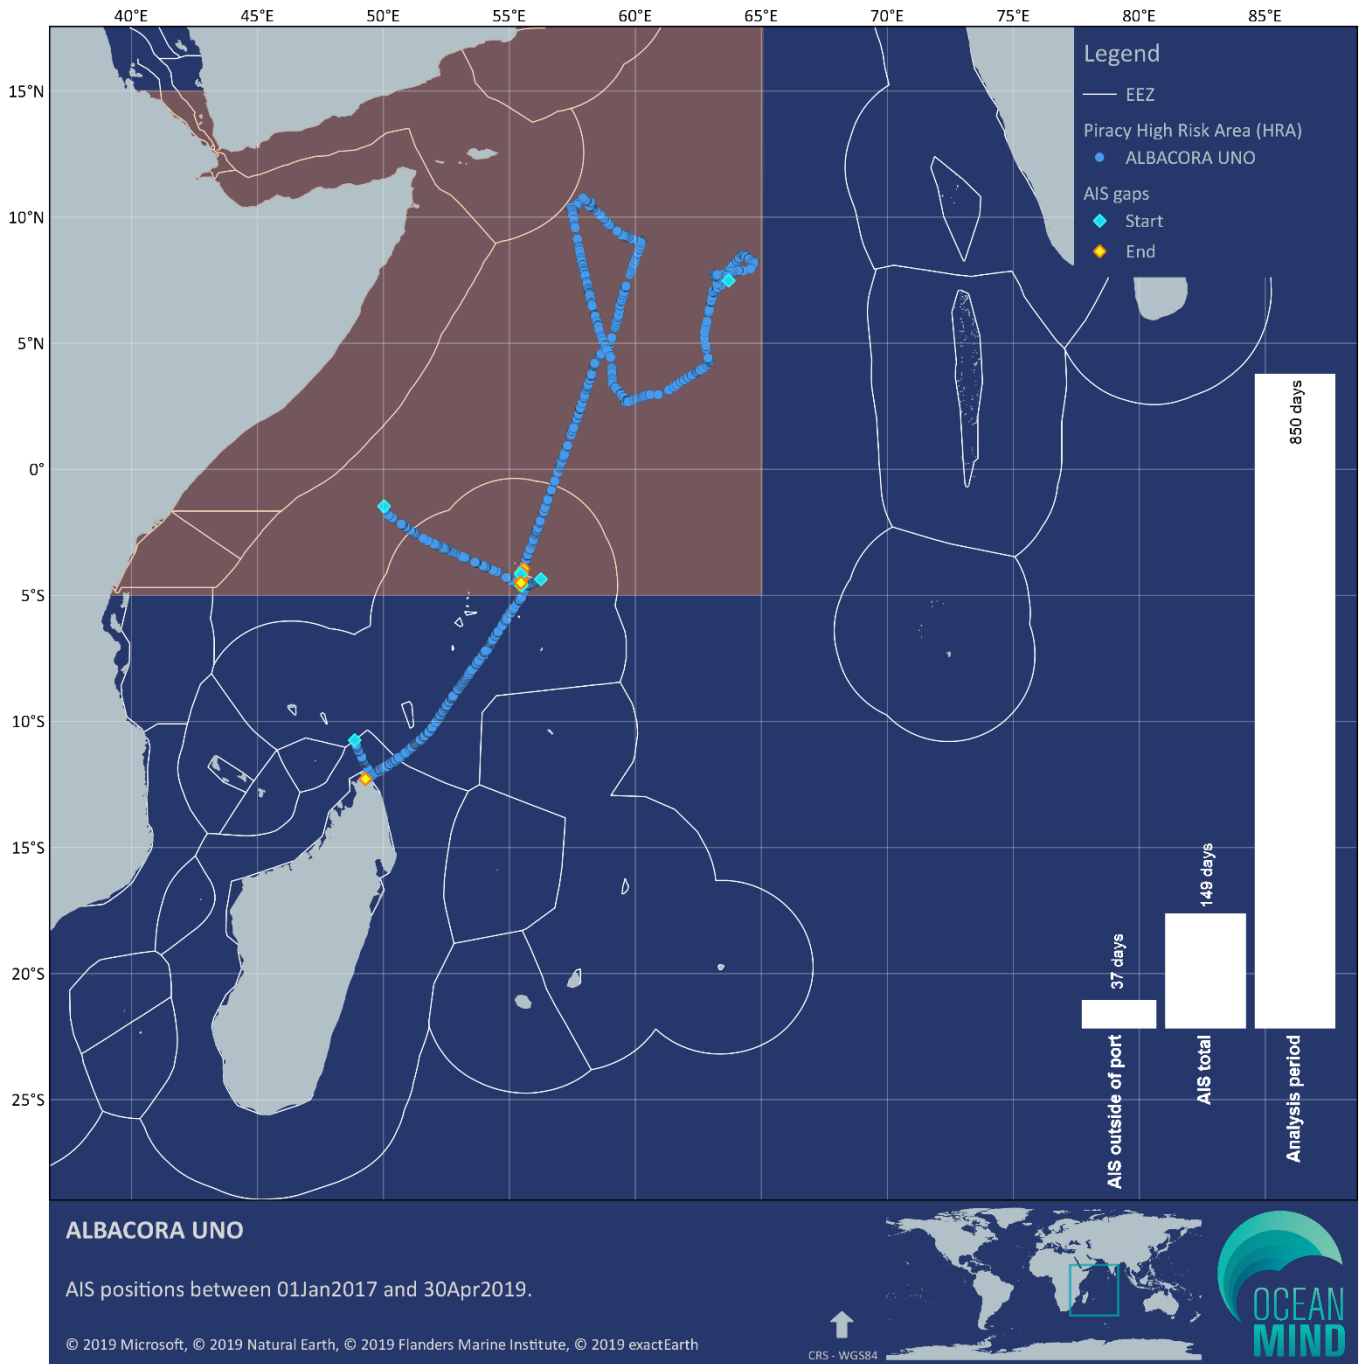 40°E 45°E 50°E 55°E 60°E 65°E 70°E 75°E 80°E 85°E
Legend
EEZ
Piracy High Risk Area (HRA)
ALBACORA UNO
AIS gaps
Start
End
15°N
10°N
5°N
0°
5°S
10°S
15°S
20°S
25°S
37 days
149 days
850 days
AIS outside of port
AIS total
Analysis period
ALBACORA UNO
AIS positions between 01Jan2017 and 30Apr2019.
© 2019 Microsoft, © 2019 Natural Earth, © 2019 Flanders Marine Institute, © 2019 exactEarth
CRS - WGS84
OCEAN
MIND